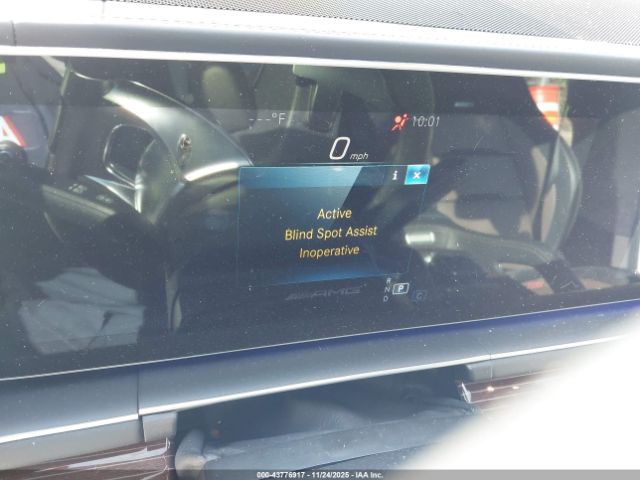 ---°F
10:01
0 mph
i ×
Active
Blind Spot Assist
Inoperative
AMG
R
N P
D C
000-43776917 - 11/24/2025 - IAA Inc.